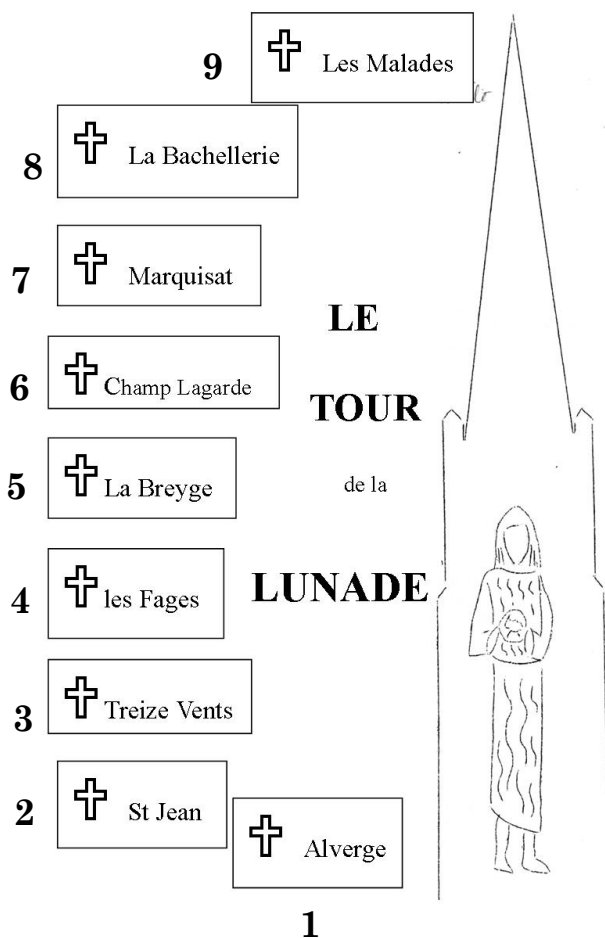 9 Les Malades
8 La Bachellerie
7 Marquisat
LE
6 Champ Lagarde
TOUR
5 La Breyge
de la
4 les Fages
LUNADE
3 Treize Vents
2 St Jean
Alverge
1